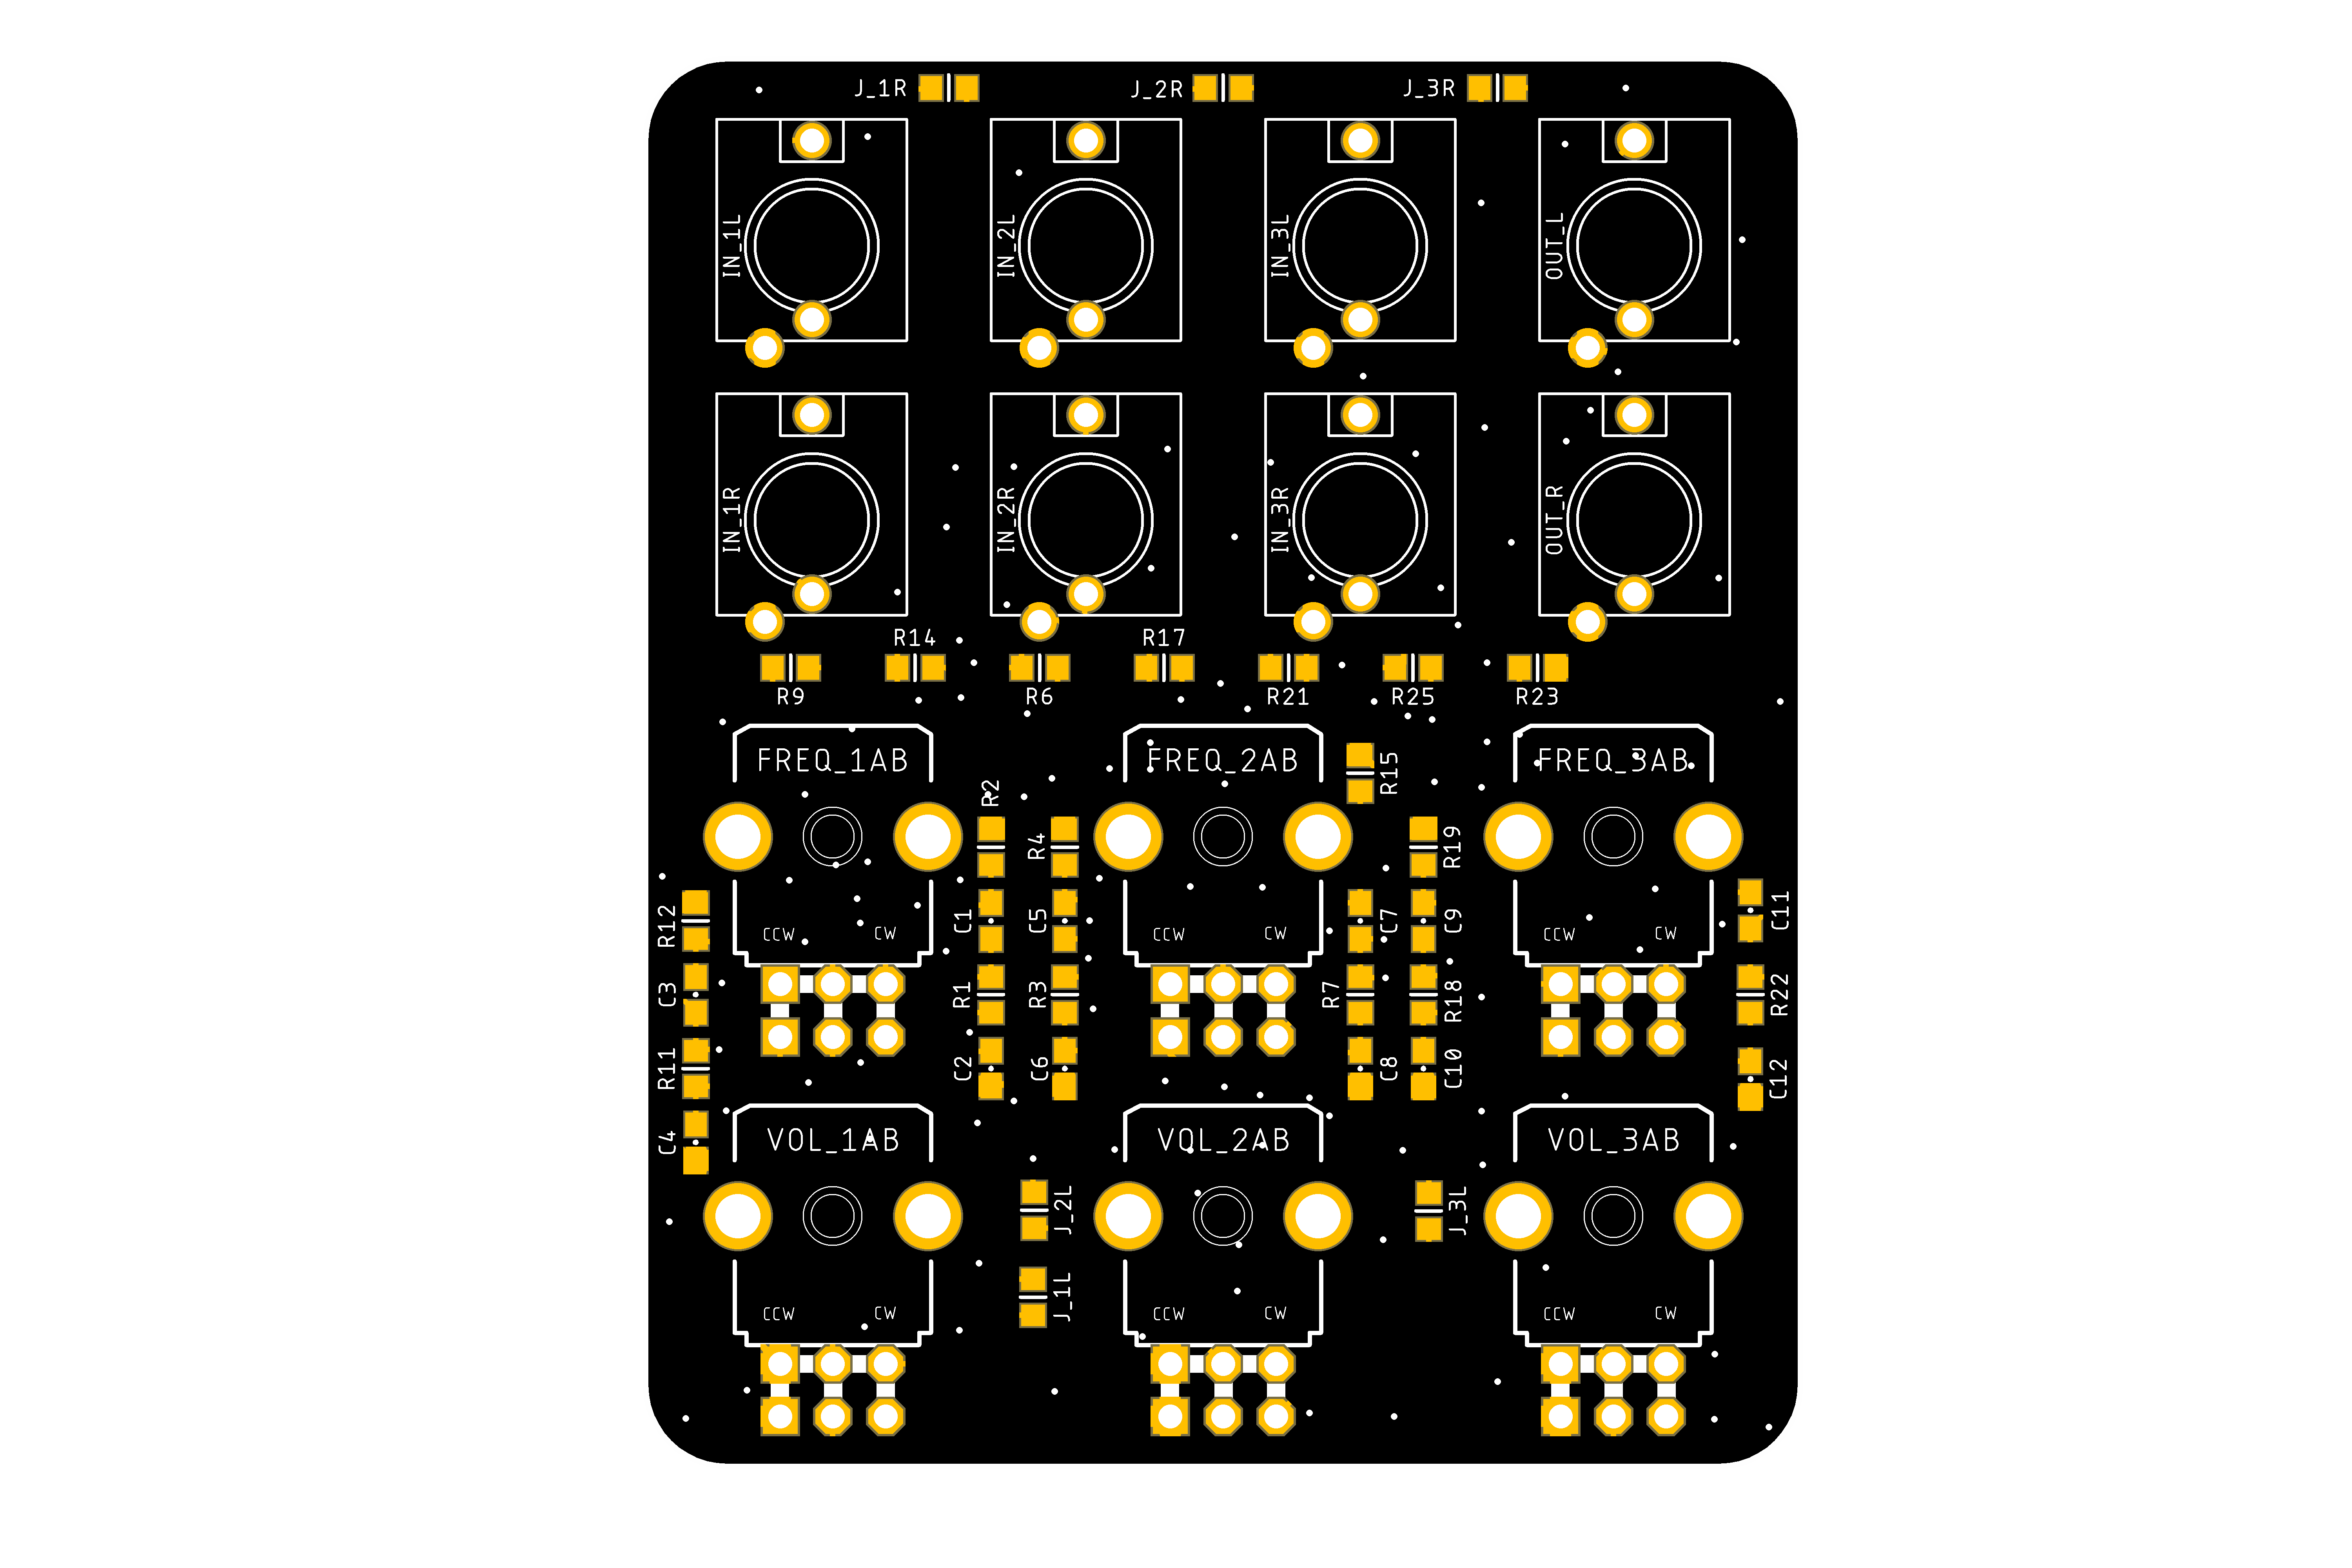 J_1R
J_2R
J_3R
IN_1L
IN_2L
IN_3L
OUT_L
IN_1R
IN_2R
IN_3R
OUT_R
R14
R17
R9
R6
R21
R25
R23
FREQ_1AB
FREQ_2AB
FREQ_3AB
R15
R2
R4
R19
R12
C1
C5
C7
C9
C11
CCW
CW
CCW
CW
CCW
CW
C3
R1
R3
R7
R18
R22
R11
C2
C6
C8
C10
C12
C4
VOL_1AB
VOL_2AB
VOL_3AB
J_2L
J_3L
J_1L
CCW
CW
CCW
CW
CCW
CW